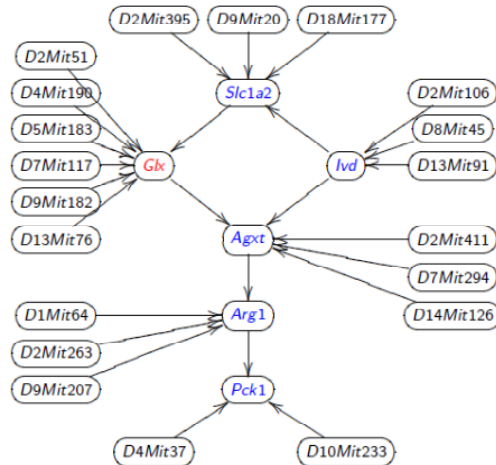 D2Mit395 D9Mit20 D18Mit177
D2Mit51
D4Mit190 Slc1a2 D2Mit106
D5Mit183 D8Mit45
D7Mit117 Glx Ivd D13Mit91
D9Mit182
D13Mit76 Agxt D2Mit411
D7Mit294
D1Mit64 Arg1 D14Mit126
D2Mit263
D9Mit207 Pck1
D4Mit37 D10Mit233